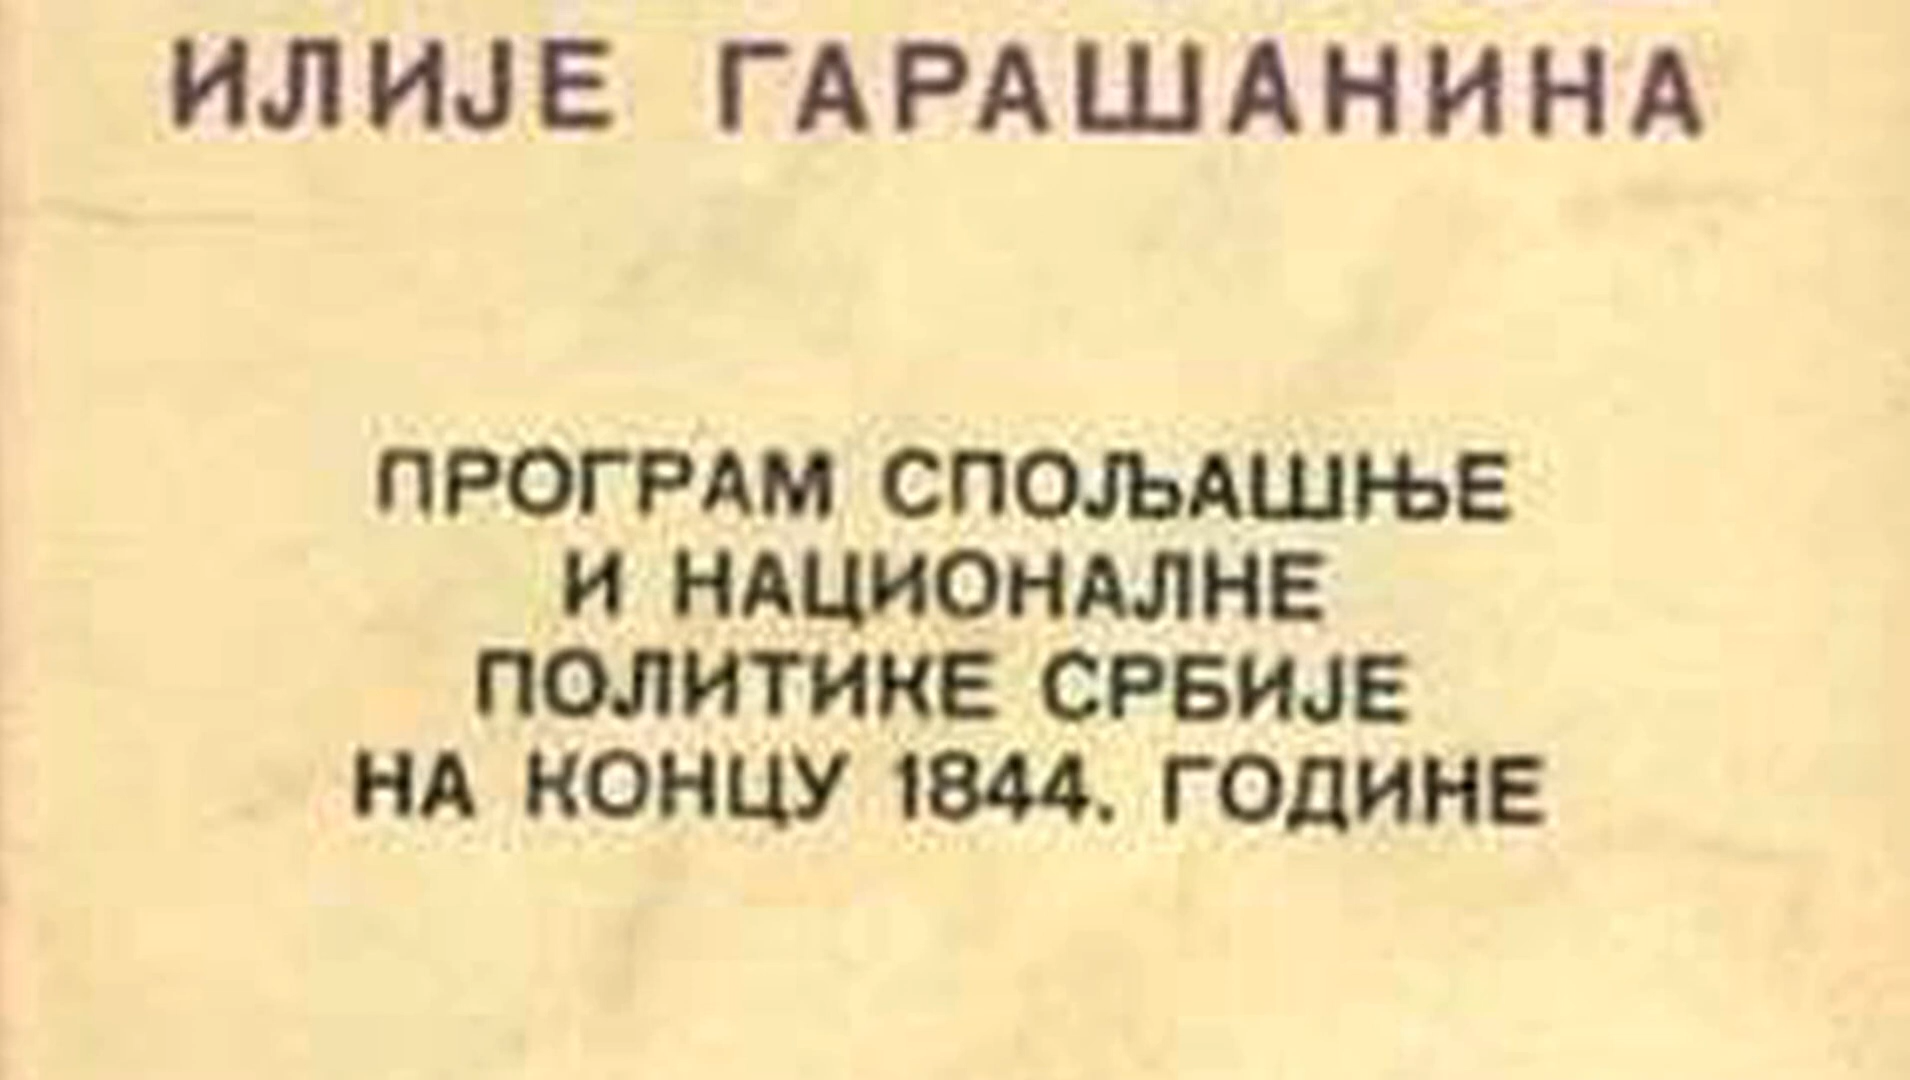 ИЛИЈЕ ГАРАШАНИНА
ПРОГРАМ СПОЉАШЊЕ
И НАЦИОНАЛНЕ
ПОЛИТИКЕ СРБИЈЕ
НА КОНЦУ 1844. ГОДИНЕ